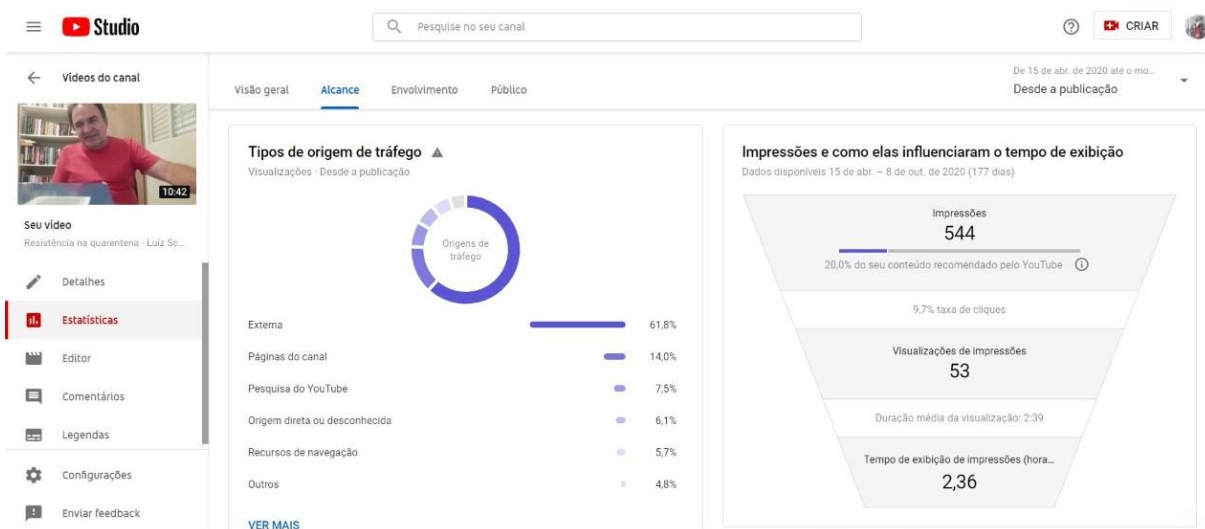 Studio
Pesquise no seu canal
CRIAR
Vídeos do canal
10:42
Seu vídeo
Resistência na quarentena - Luiz Sc...
Detalhes
Estatísticas
Editor
Comentários
Legendas
Configurações
Enviar feedback
Visão geral Alcance Envolvimento Público
De 15 de abr. de 2020 até o mo...
Desde a publicação
Tipos de origem de tráfego
Visualizações · Desde a publicação
Origens de
tráfego
Externa 61,8%
Páginas do canal 14,0%
Pesquisa do YouTube 7,5%
Origem direta ou desconhecida 6,1%
Recursos de navegação 5,7%
Outros 4,8%
VER MAIS
Impressões e como elas influenciaram o tempo de exibição
Dados disponíveis 15 de abr. – 8 de out. de 2020 (177 dias)
Impressões
544
20,0% do seu conteúdo recomendado pelo YouTube
9,7% taxa de cliques
Visualizações de impressões
53
Duração média da visualização: 2:39
Tempo de exibição de impressões (hora...
2,36